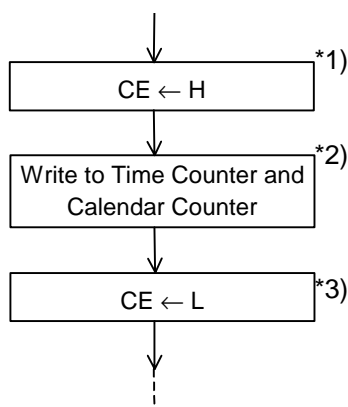 *1)
CE ← H
*2)
Write to Time Counter and
Calendar Counter
*3)
CE ← L